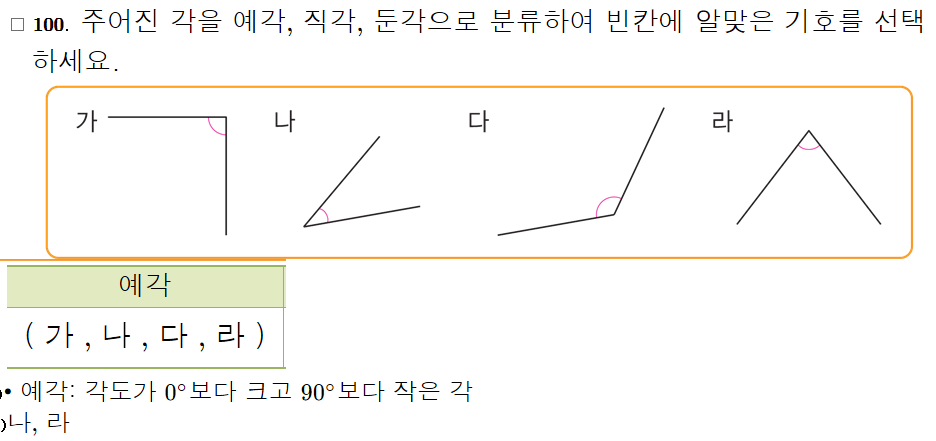 □ 100. 주어진 각을 예각, 직각, 둔각으로 분류하여 빈칸에 알맞은 기호를 선택
하세요.
가 나 다 라
예각
( 가 , 나 , 다 , 라 )
• 예각: 각도가 0°보다 크고 90°보다 작은 각
)나, 라